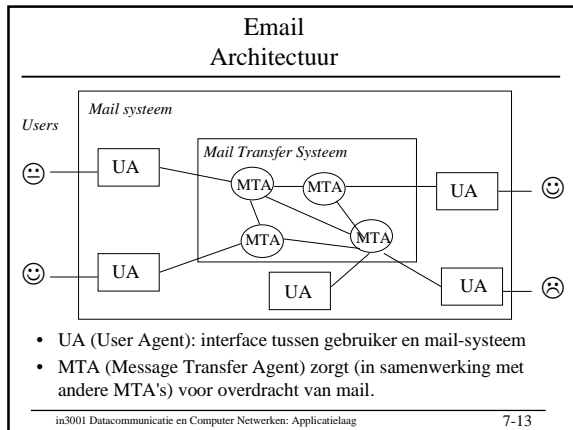 Email
Architectuur
Mail systeem
Users
Mail Transfer Systeem
UA
MTA
MTA
UA
UA
MTA
MTA
UA
UA
• UA (User Agent): interface tussen gebruiker en mail-systeem
• MTA (Message Transfer Agent) zorgt (in samenwerking met
andere MTA's) voor overdracht van mail.
in3001 Datacommunicatie en Computer Netwerken: Applicatielaag 7-13